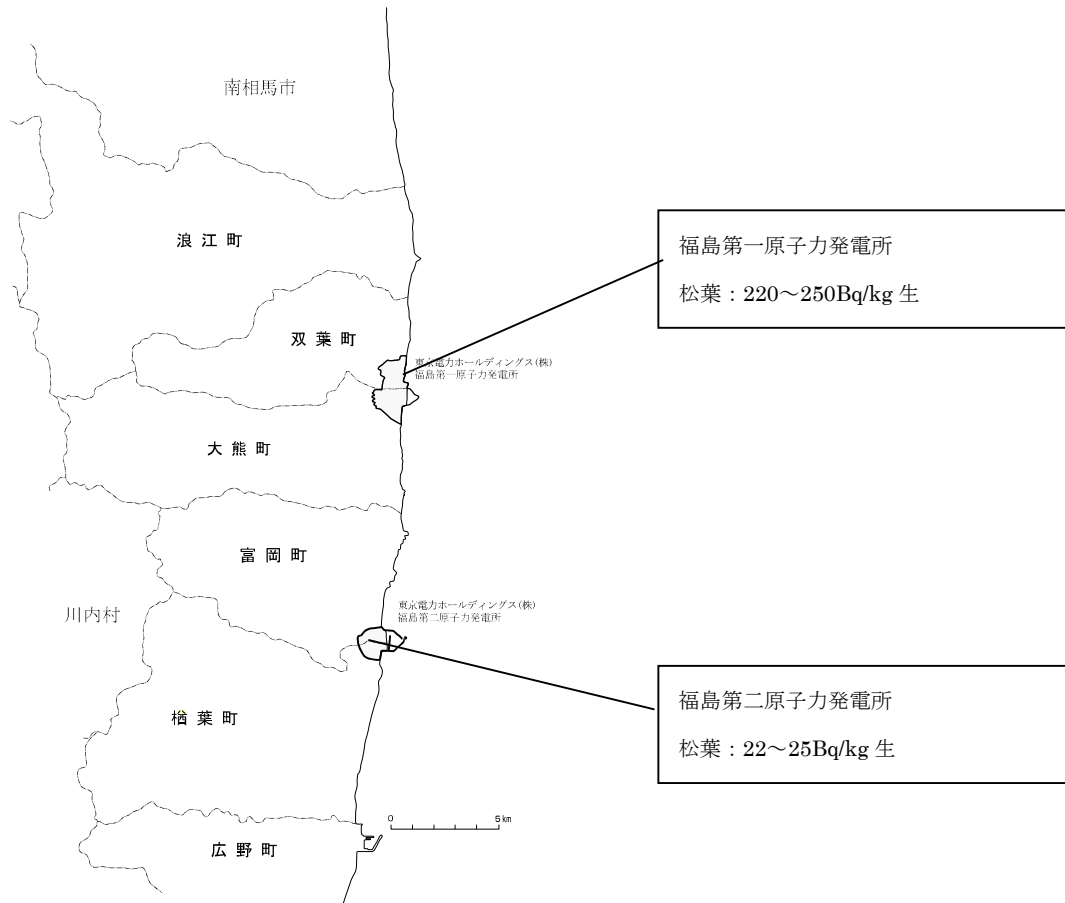 南相馬市
浪江町
福島第一原子力発電所
松葉：220～250Bq/kg 生
双葉町
東京電力ホールディングス(株)
福島第一原子力発電所
大熊町
富岡町
川内村
東京電力ホールディングス(株)
福島第二原子力発電所
福島第二原子力発電所
松葉：22～25Bq/kg 生
楢葉町
0 5km
広野町